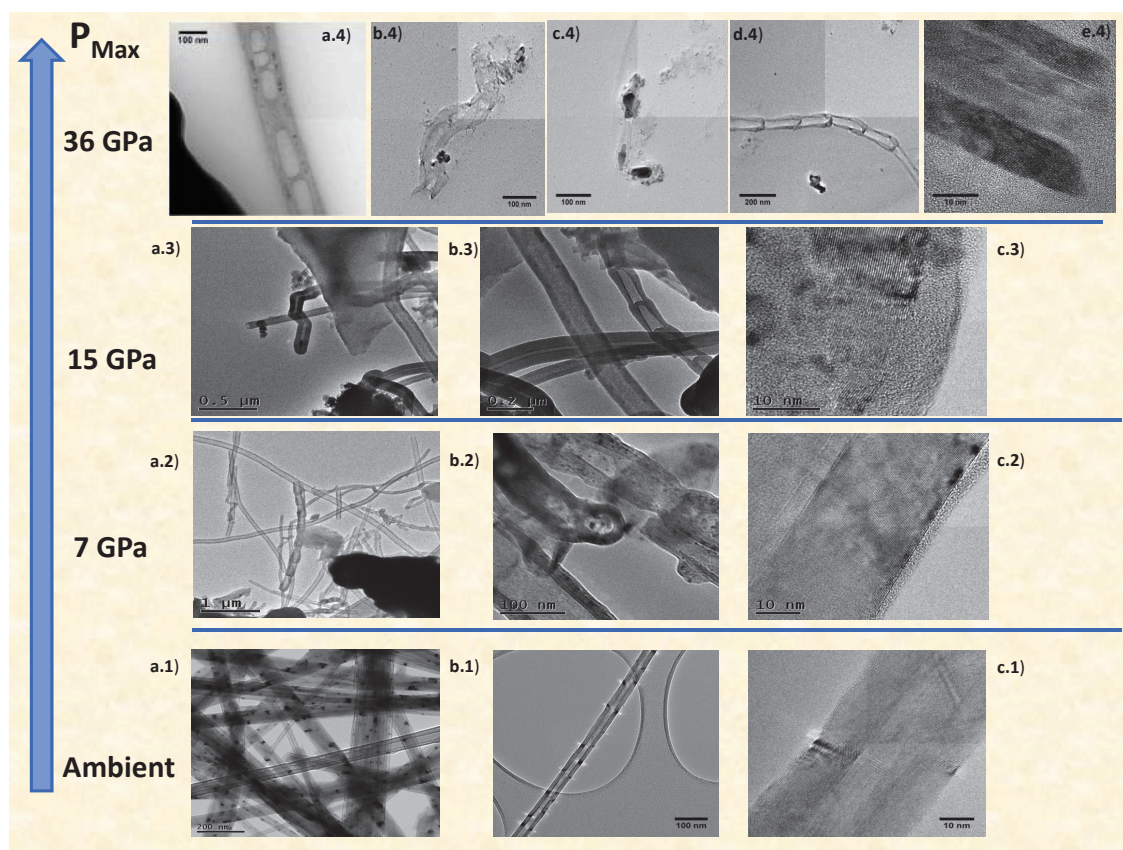 P Max
100 nm
a.4)
b.4)
c.4)
d.4)
e.4)
36 GPa
100 nm
100 nm
200 nm
10 nm
a.3)
b.3)
c.3)
15 GPa
0.5 µm
0.2 µm
10 nm
a.2)
b.2)
c.2)
7 GPa
1 µm
100 nm
10 nm
a.1)
b.1)
c.1)
Ambient
200 nm
100 nm
10 nm